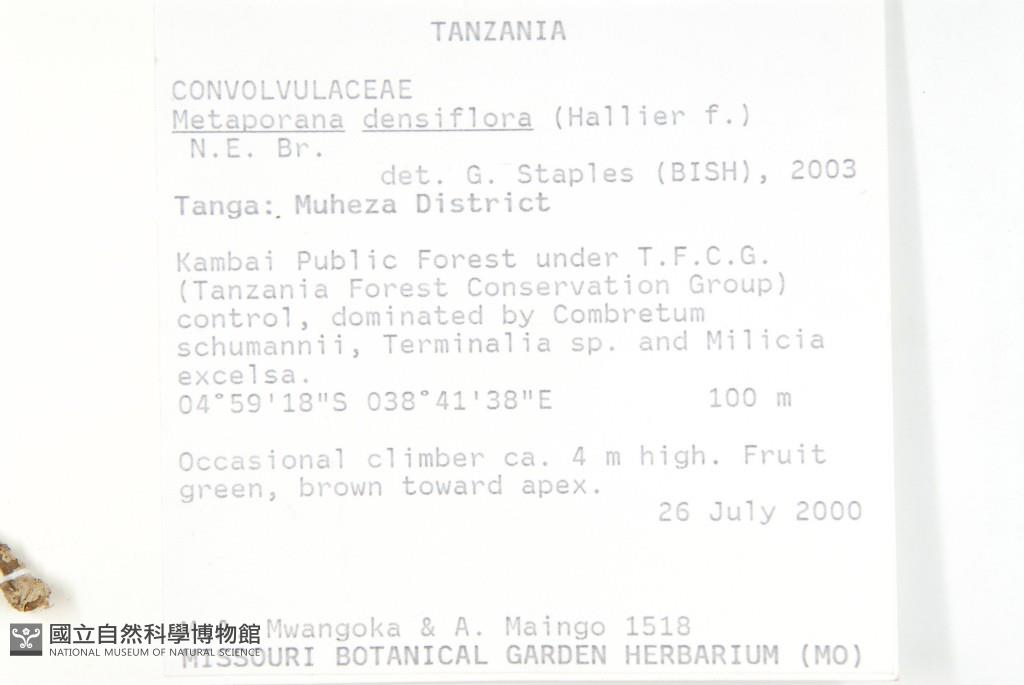 TANZANIA
CONVOLVULACEAE
Metaporana densiflora (Hallier f.)
N.E. Br.
det. G. Staples (BISH), 2003
Tanga: Muheza District
Kambai Public Forest under T.F.C.G.
(Tanzania Forest Conservation Group)
control, dominated by Combretum
schumannii, Terminalia sp. and Milicia
excelsa.
04°59'18"S 038°41'38"E 100 m
Occasional climber ca. 4 m high. Fruit
green, brown toward apex.
26 July 2000
Mwangoka & A. Maingo 1518
MISSOURI BOTANICAL GARDEN HERBARIUM (MO)
國立自然科學博物館
NATIONAL MUSEUM OF NATURAL SCIENCE